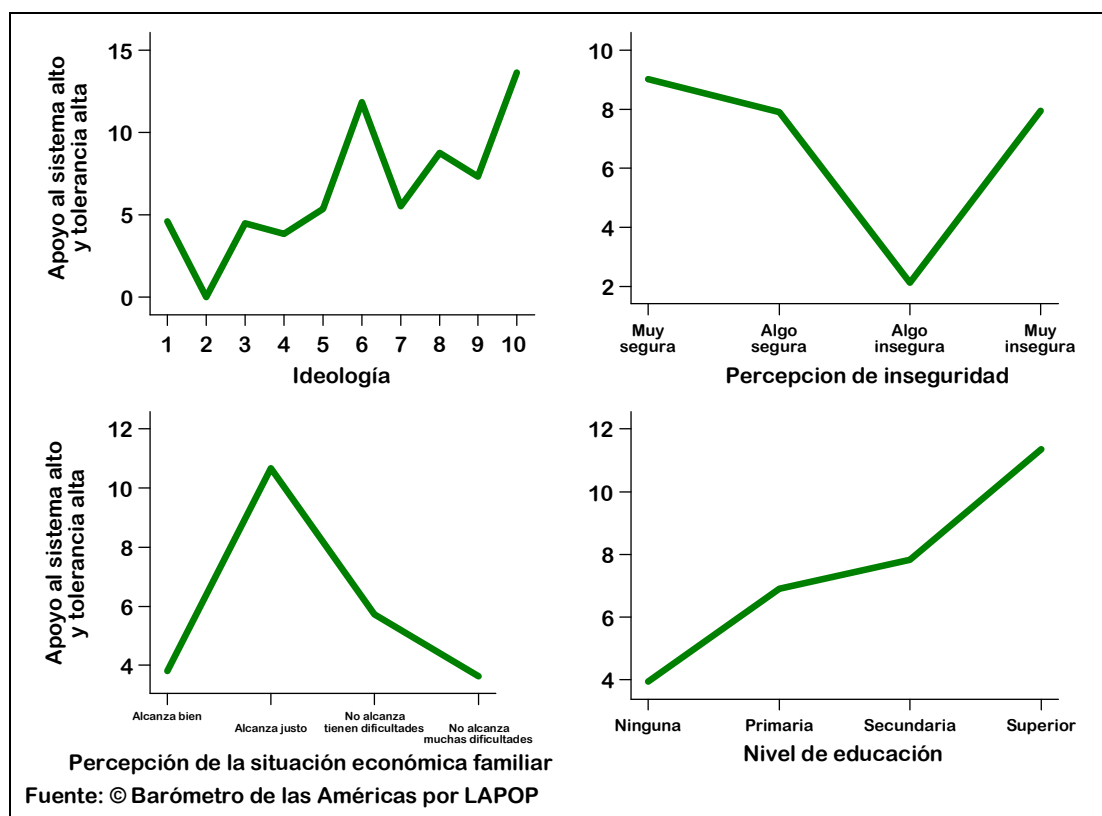 Apoyo al sistema alto
y tolerancia alta
15
10
5
0
1 2 3 4 5 6 7 8 9 10
Ideología
10
8
6
4
2
Muy segura
Algo segura
Algo insegura
Muy insegura
Percepcion de inseguridad
Apoyo al sistema alto
y tolerancia alta
12
10
8
6
4
Alcanza bien
Alcanza justo
No alcanza
tienen dificultades
No alcanza
muchas dificultades
Percepción de la situación económica familiar
12
10
8
6
4
Ninguna Primaria Secundaria Superior
Nivel de educación
Fuente: © Barómetro de las Américas por LAPOP